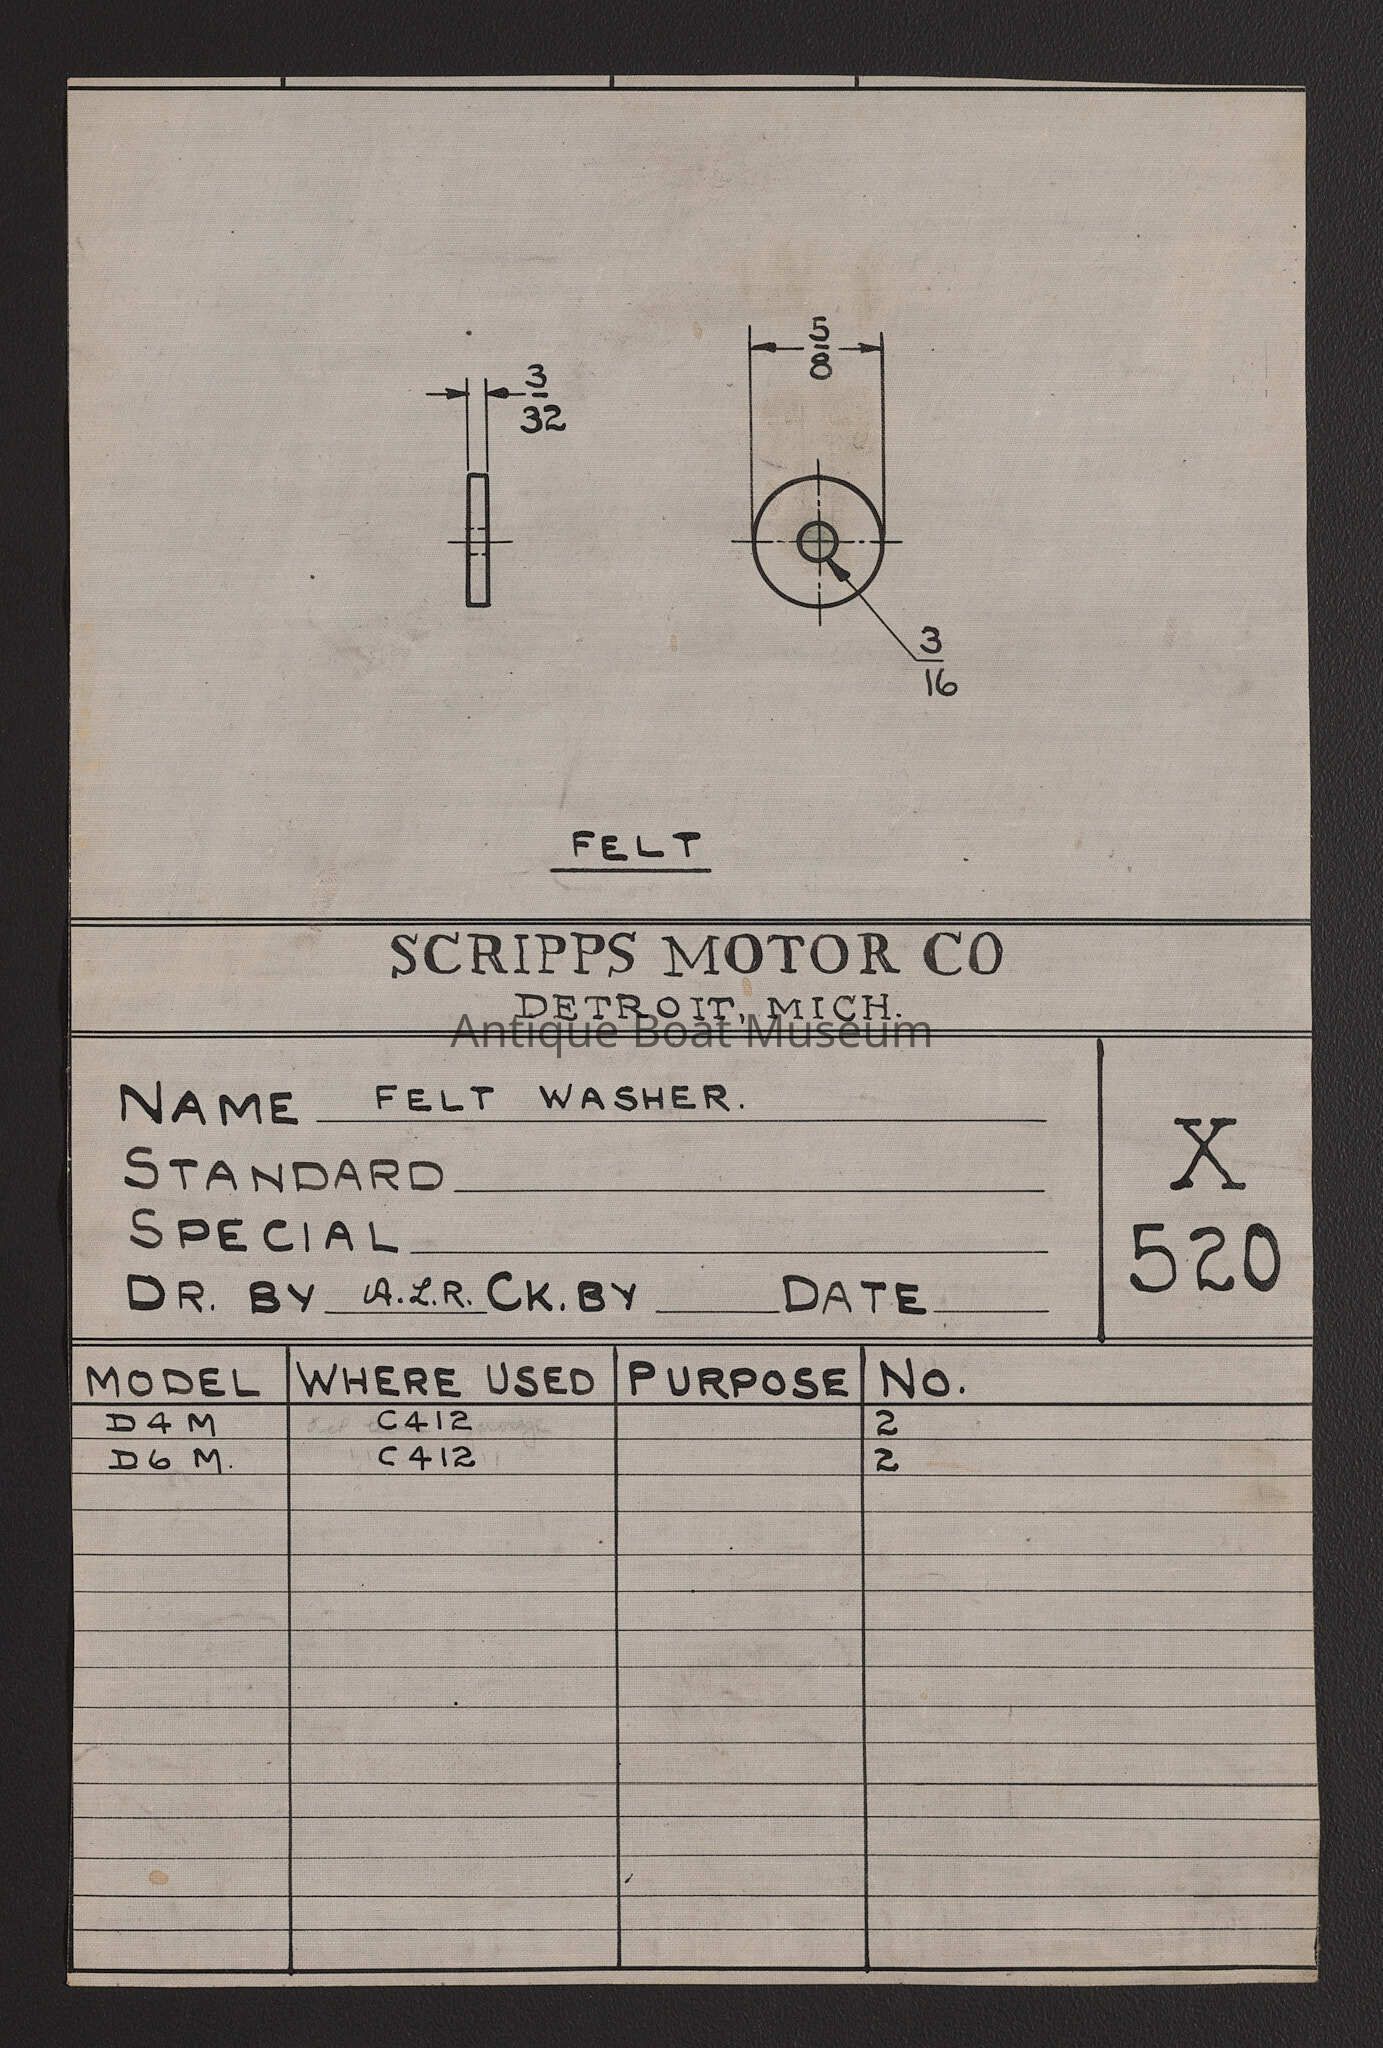 5/8
3/32
3/16
FELT
SCRIPPS MOTOR CO
DETROIT, MICH.
Antique Boat Museum
NAME FELT WASHER.
STANDARD
SPECIAL
DR. BY A.L.R. CK. BY DATE
X
520
MODEL WHERE USED PURPOSE NO.
D4M C412 2
D6M. C412 2